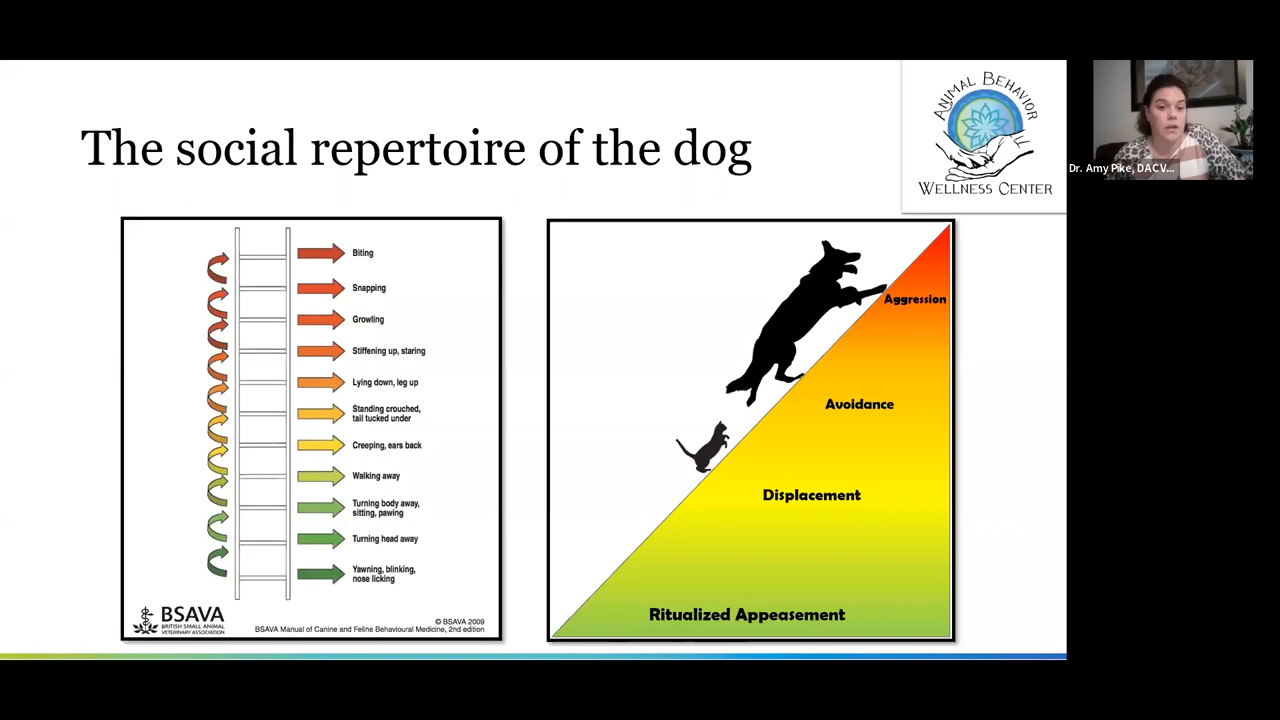 The social repertoire of the dog
ANIMAL BEHAVIOR
WELLNESS CENTER
Dr. Amy Pike, DACV...
Biting
Snapping
Growling
Stiffening up, staring
Lying down, leg up
Standing crouched,
tail tucked under
Creeping, ears back
Walking away
Turning body away,
sitting, pawing
Turning head away
Yawning, blinking,
nose licking
BSAVA
BRITISH SMALL ANIMAL
VETERINARY ASSOCIATION
© BSAVA 2009
BSAVA Manual of Canine and Feline Behavioural Medicine, 2nd edition
Aggression
Avoidance
Displacement
Ritualized Appeasement